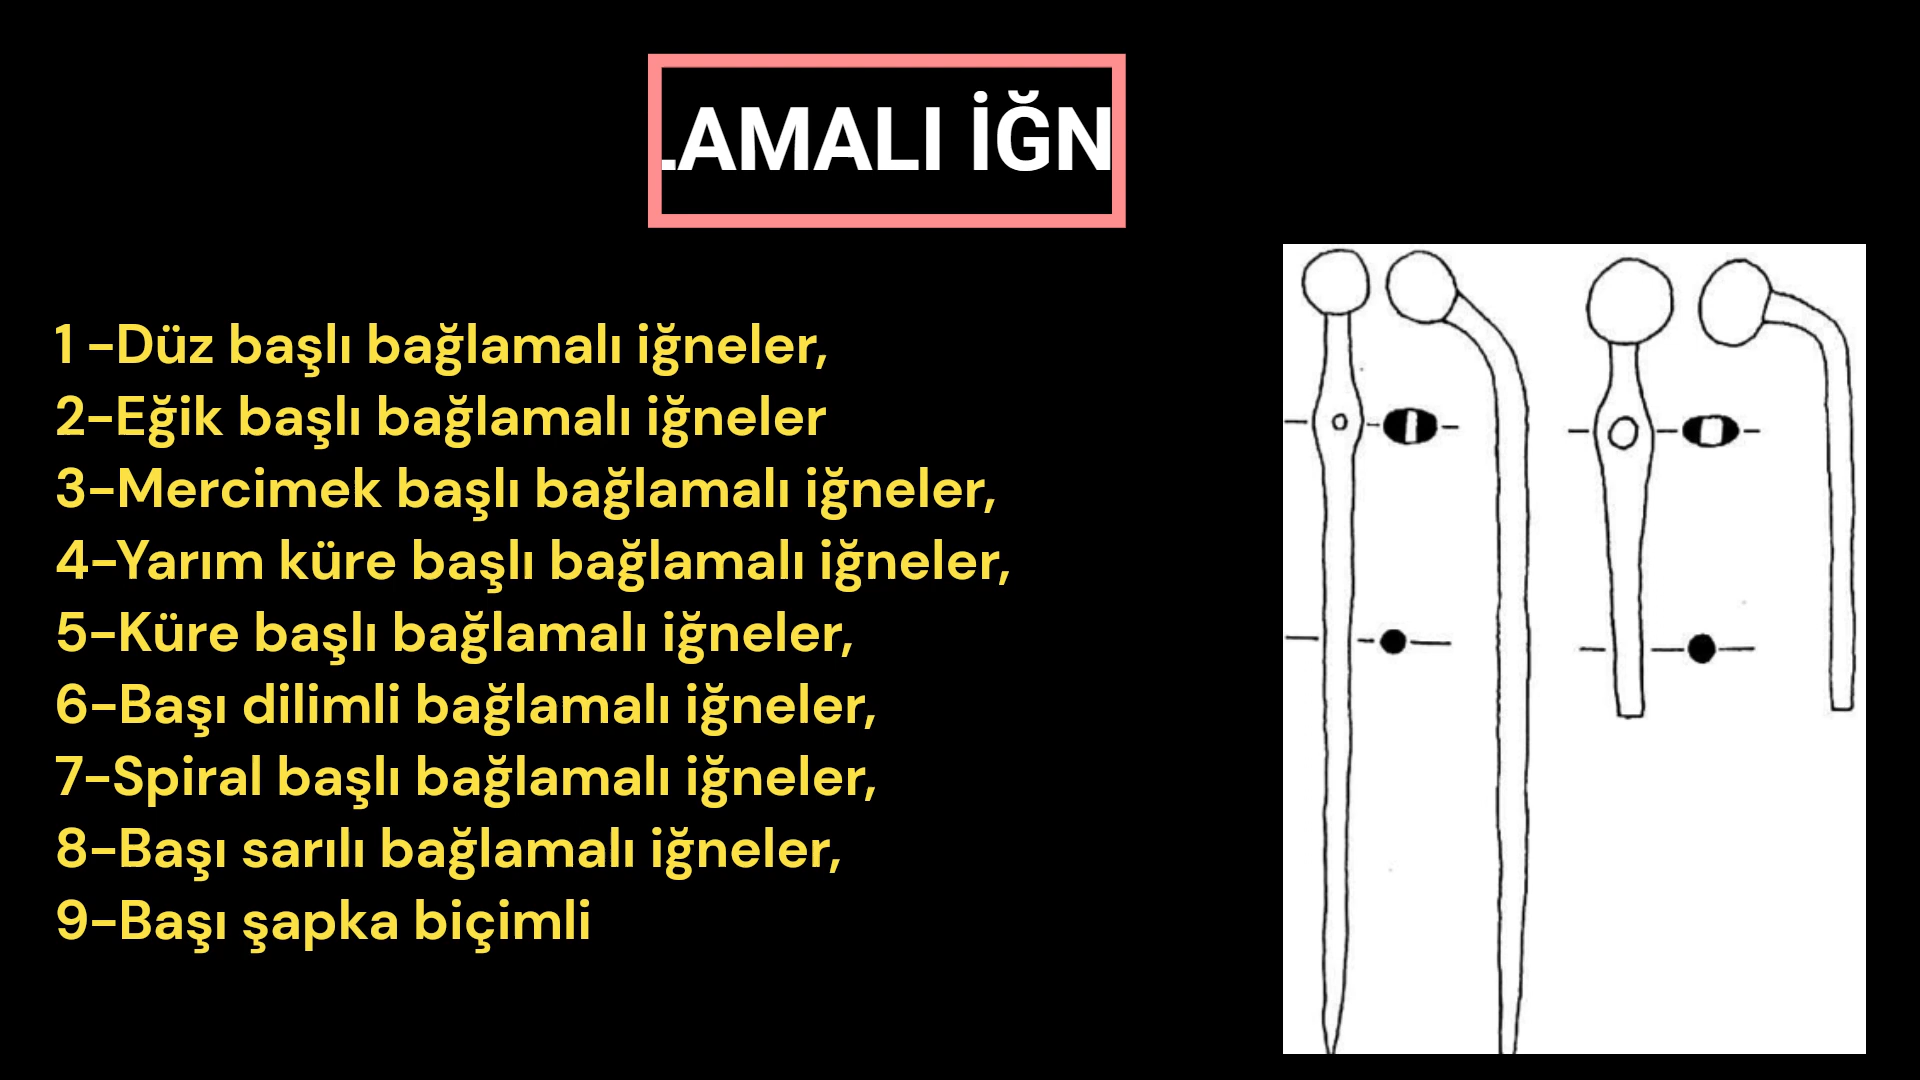 LAMALI İĞN
1 -Düz başlı bağlamalı iğneler,
2-Eğik başlı bağlamalı iğneler
3-Mercimek başlı bağlamalı iğneler,
4-Yarım küre başlı bağlamalı iğneler,
5-Küre başlı bağlamalı iğneler,
6-Başı dilimli bağlamalı iğneler,
7-Spiral başlı bağlamalı iğneler,
8-Başı sarılı bağlamalı iğneler,
9-Başı şapka biçimli